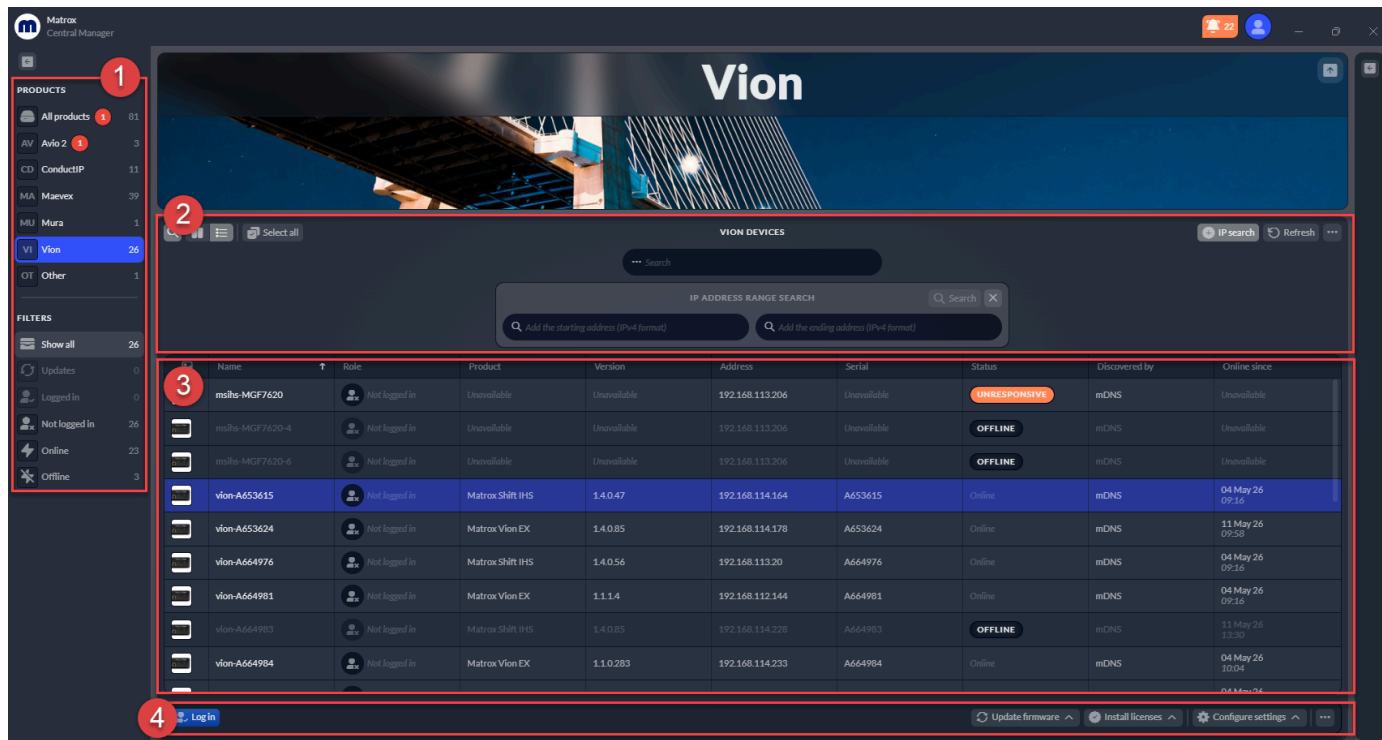 Matrox
Central Manager
22
1
PRODUCTS
All products 1 81
AV Avio 2 1 3
CD ConductIP 11
MA Maevex 39
MU Mura 1
VI Vion 26
OT Other 1
FILTERS
Show all 26
Updates 0
Logged in 0
Not logged in 26
Online 23
Offline 3
Vion
2
Select all VION DEVICES IP search Refresh ...
... Search
IP ADDRESS RANGE SEARCH Search
Add the starting address (IPv4 format) Add the ending address (IPv4 format)
3
Name Role Product Version Address Serial Status Discovered by Online since
msihs-MGF7620 Not logged in Unavailable Unavailable 192.168.113.206 Unavailable UNRESPONSIVE mDNS Unavailable
msihs-MGF7620-4 Not logged in Unavailable Unavailable 192.168.113.206 Unavailable OFFLINE mDNS Unavailable
msihs-MGF7620-6 Not logged in Unavailable Unavailable 192.168.113.206 Unavailable OFFLINE mDNS Unavailable
vion-A653615 Not logged in Matrox Shift IHS 1.4.0.47 192.168.114.164 A653615 Online mDNS 04 May 26
09:16
vion-A653624 Not logged in Matrox Vion EX 1.4.0.85 192.168.114.178 A653624 Online mDNS 11 May 26
09:58
vion-A664976 Not logged in Matrox Shift IHS 1.4.0.56 192.168.113.20 A664976 Online mDNS 04 May 26
09:16
vion-A664981 Not logged in Matrox Vion EX 1.1.1.4 192.168.112.144 A664981 Online mDNS 04 May 26
09:16
vion-A664983 Not logged in Matrox Shift IHS 1.4.0.85 192.168.114.228 A664983 OFFLINE mDNS 11 May 26
13:30
vion-A664984 Not logged in Matrox Vion EX 1.1.0.283 192.168.114.233 A664984 Online mDNS 04 May 26
10:04
04 May 26
4
Log in Update firmware Install licenses Configure settings ...